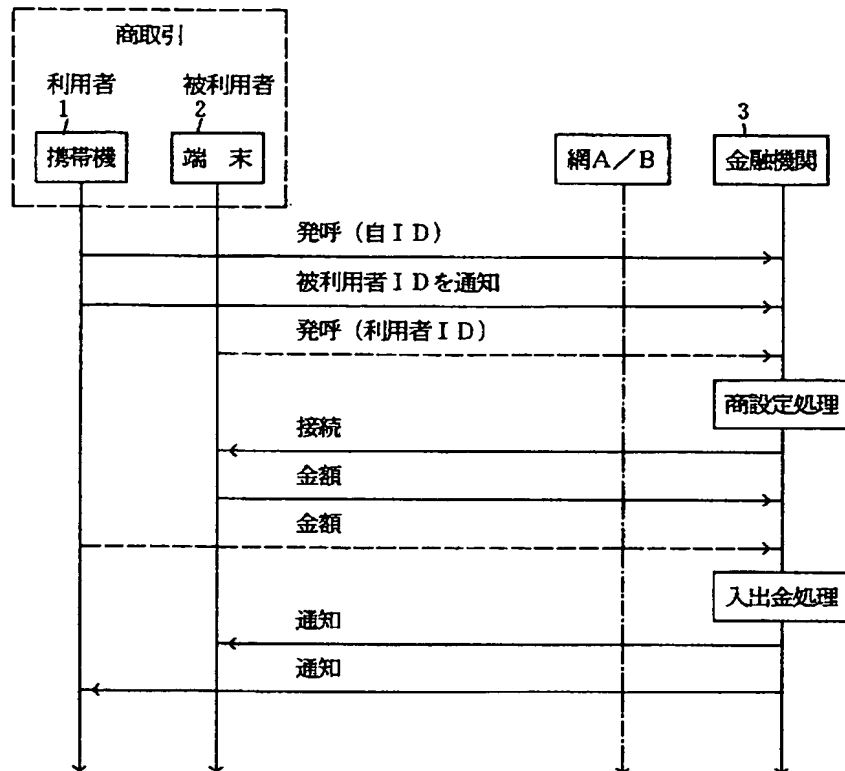 商取引
利用者 被利用者
1 2 3
携帯機 端 末 網A/B 金融機関
発呼(自ID)
被利用者IDを通知
発呼(利用者ID)
商設定処理
接続
金額
金額
入出金処理
通知
通知